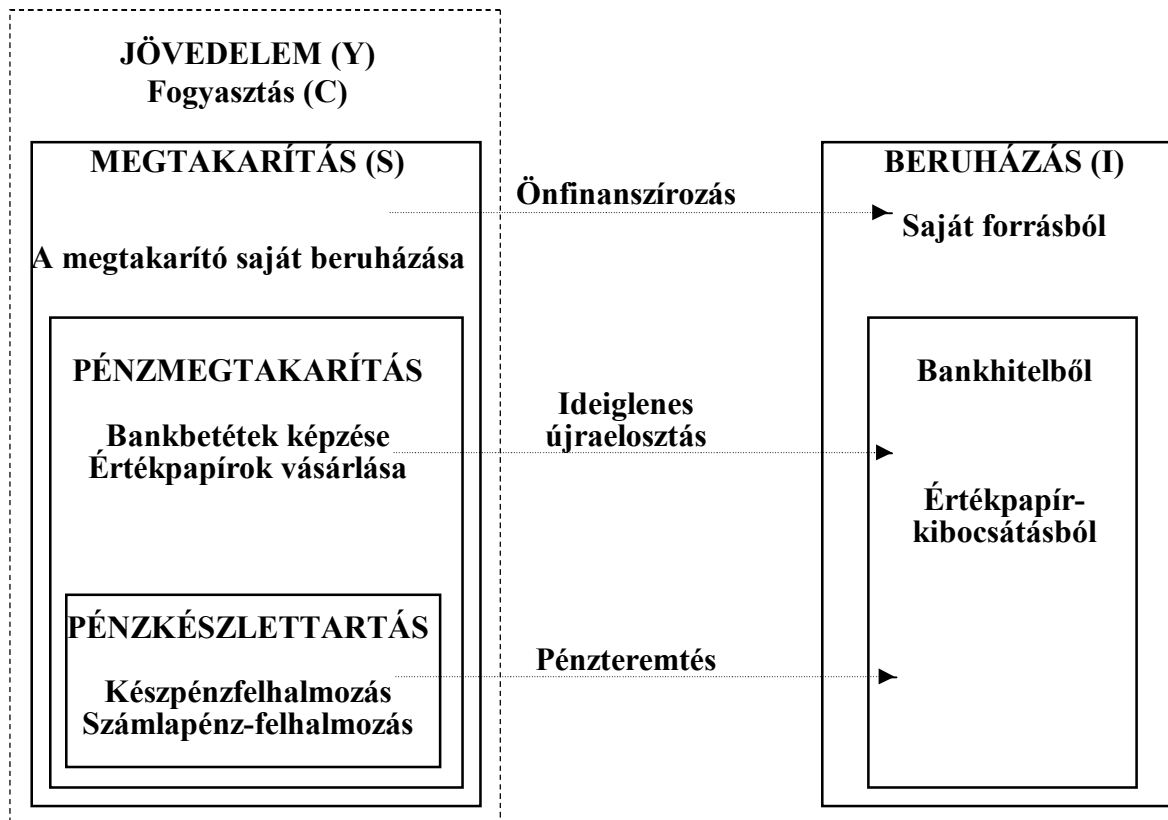 JÖVEDELEM (Y)
Fogyasztás (C)
MEGTAKARÍTÁS (S)
A megtakarító saját beruházása
PÉNZMEGTAKARÍTÁS
Bankbetétek képzése
Értékpapírok vásárlása
PÉNZKÉSZLETTARTÁS
Készpénzfelhalmozás
Számlapénz-felhalmozás
Önfinanszírozás
Ideiglenes
újraelosztás
Pénzteremtés
BERUHÁZÁS (I)
Saját forrásból
Bankhitelből
Értékpapír-
kibocsátásból